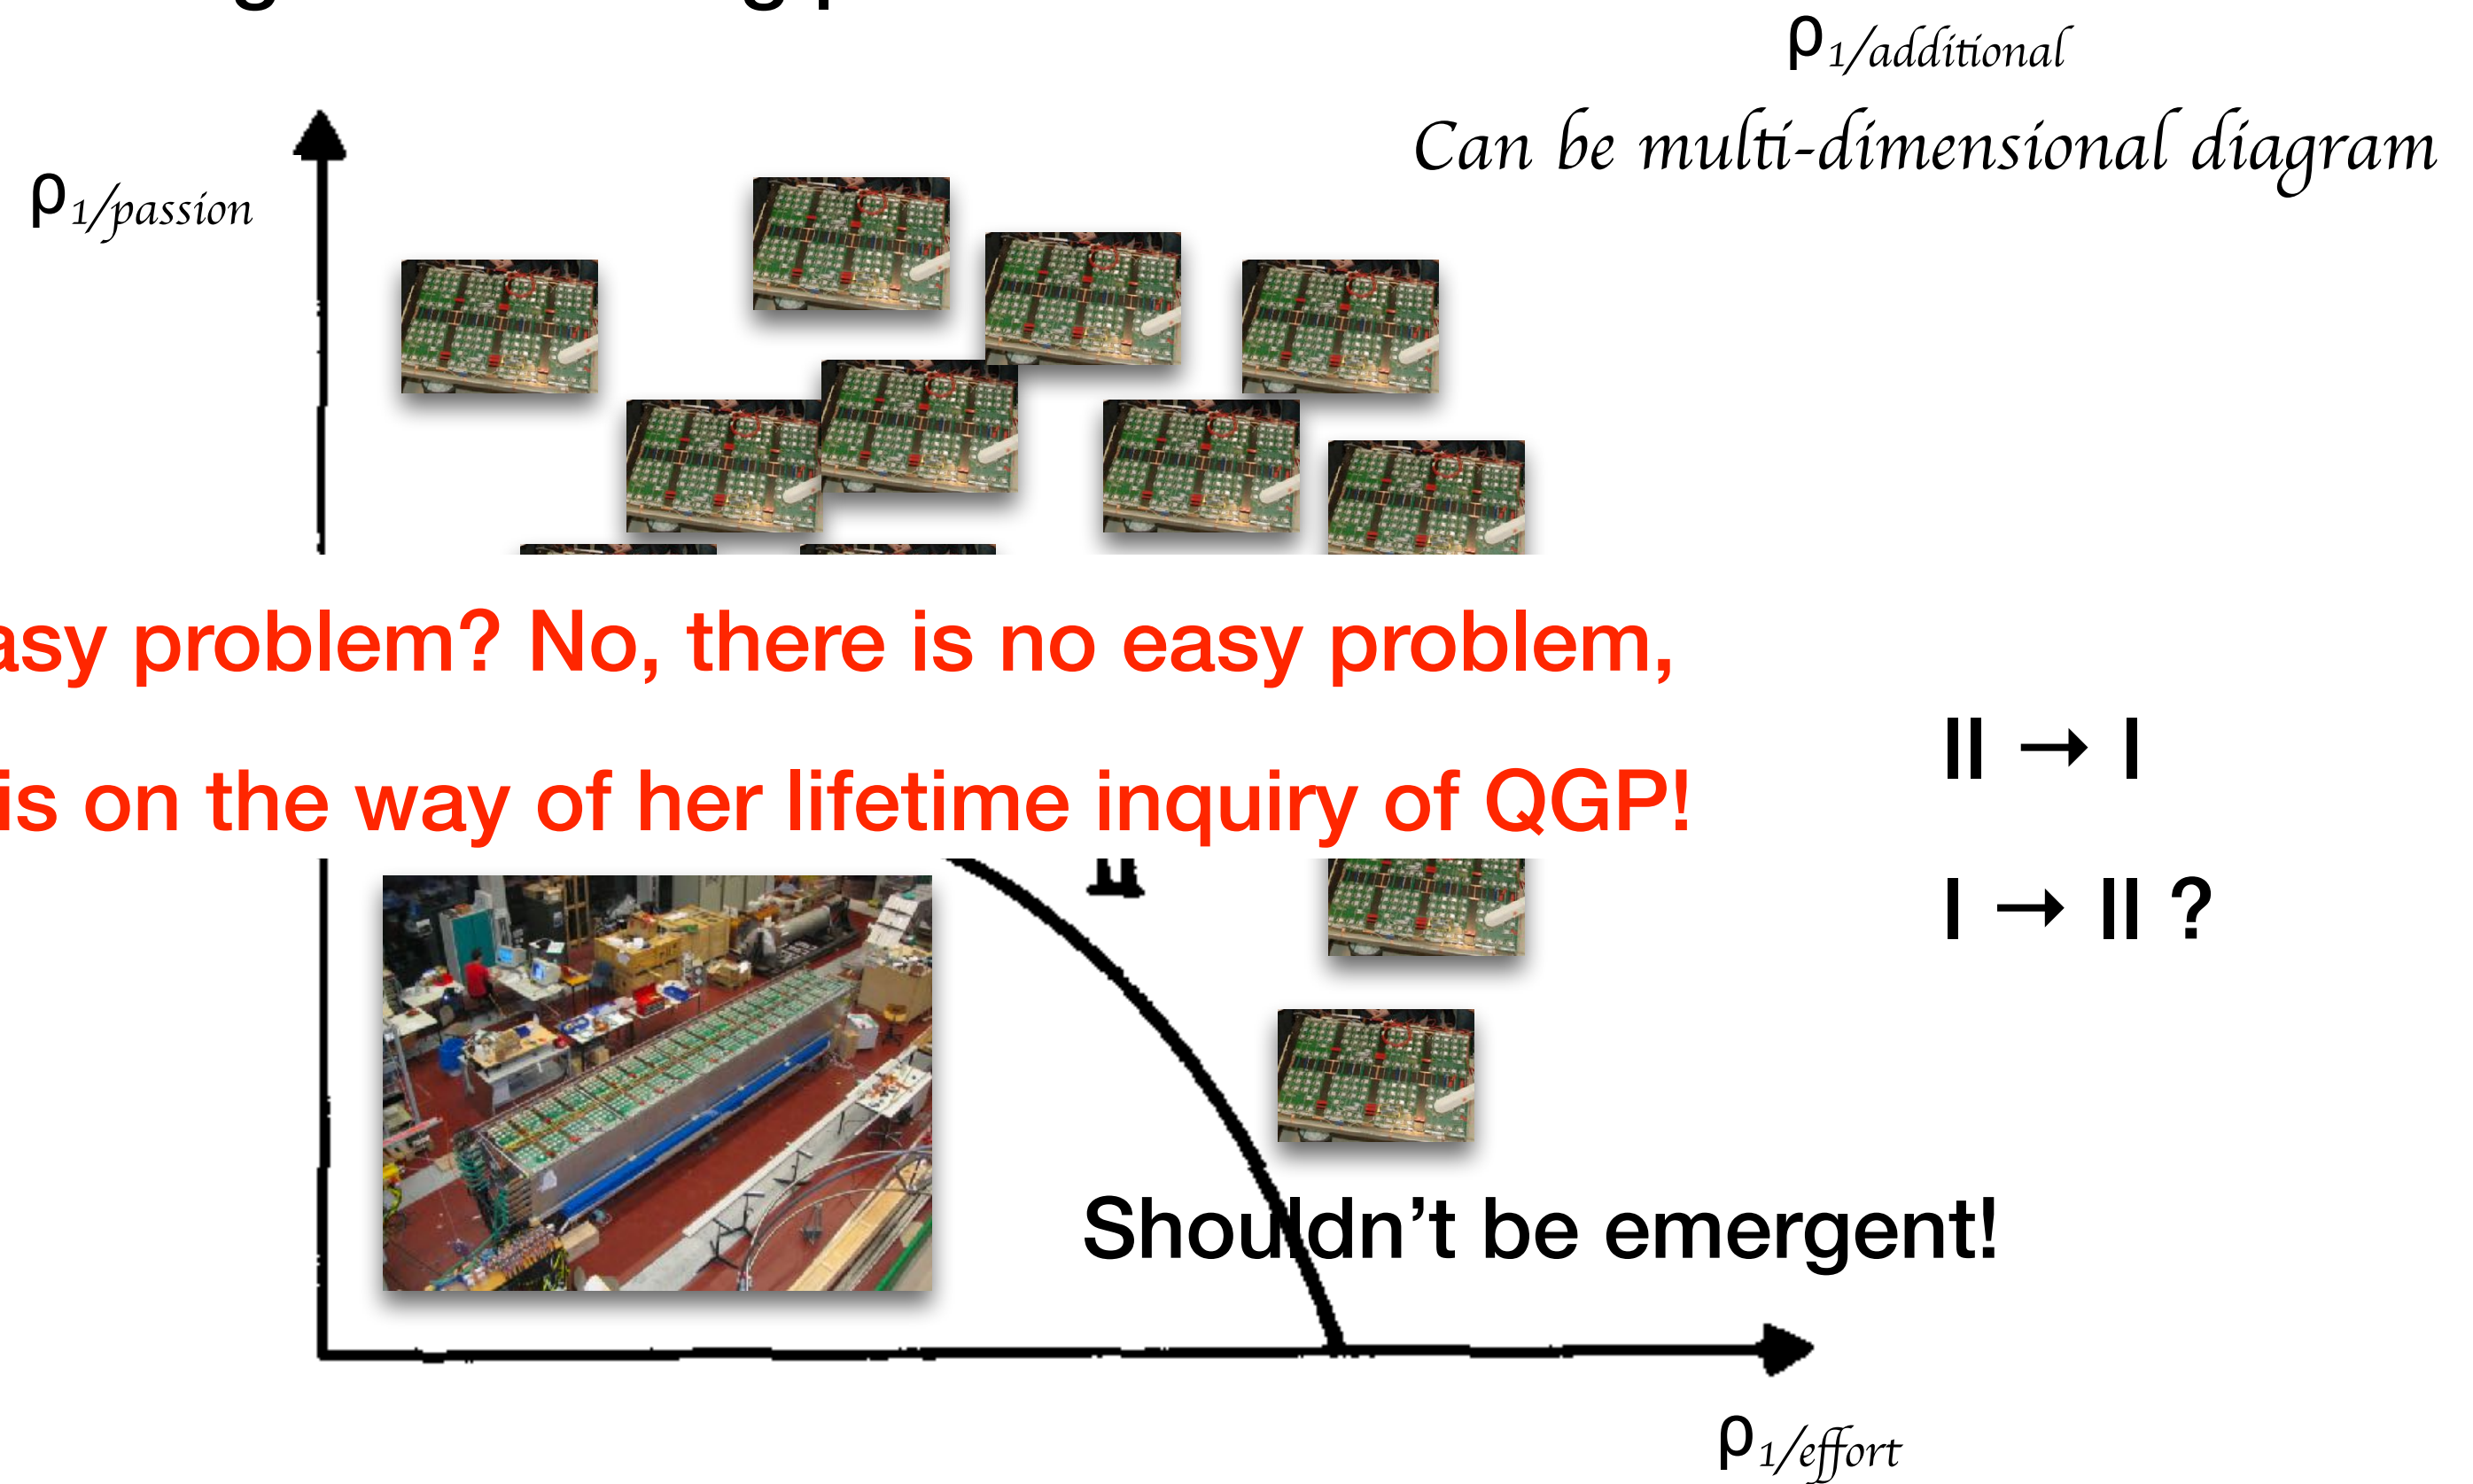 ρ1/additional
Can be multi-dimensional diagram
ρ1/passion
problem? No, there is no easy problem,
is on the way of her lifetime inquiry of QGP!
II → I
I → II ?
Shouldn't be emergent!
ρ1/effort